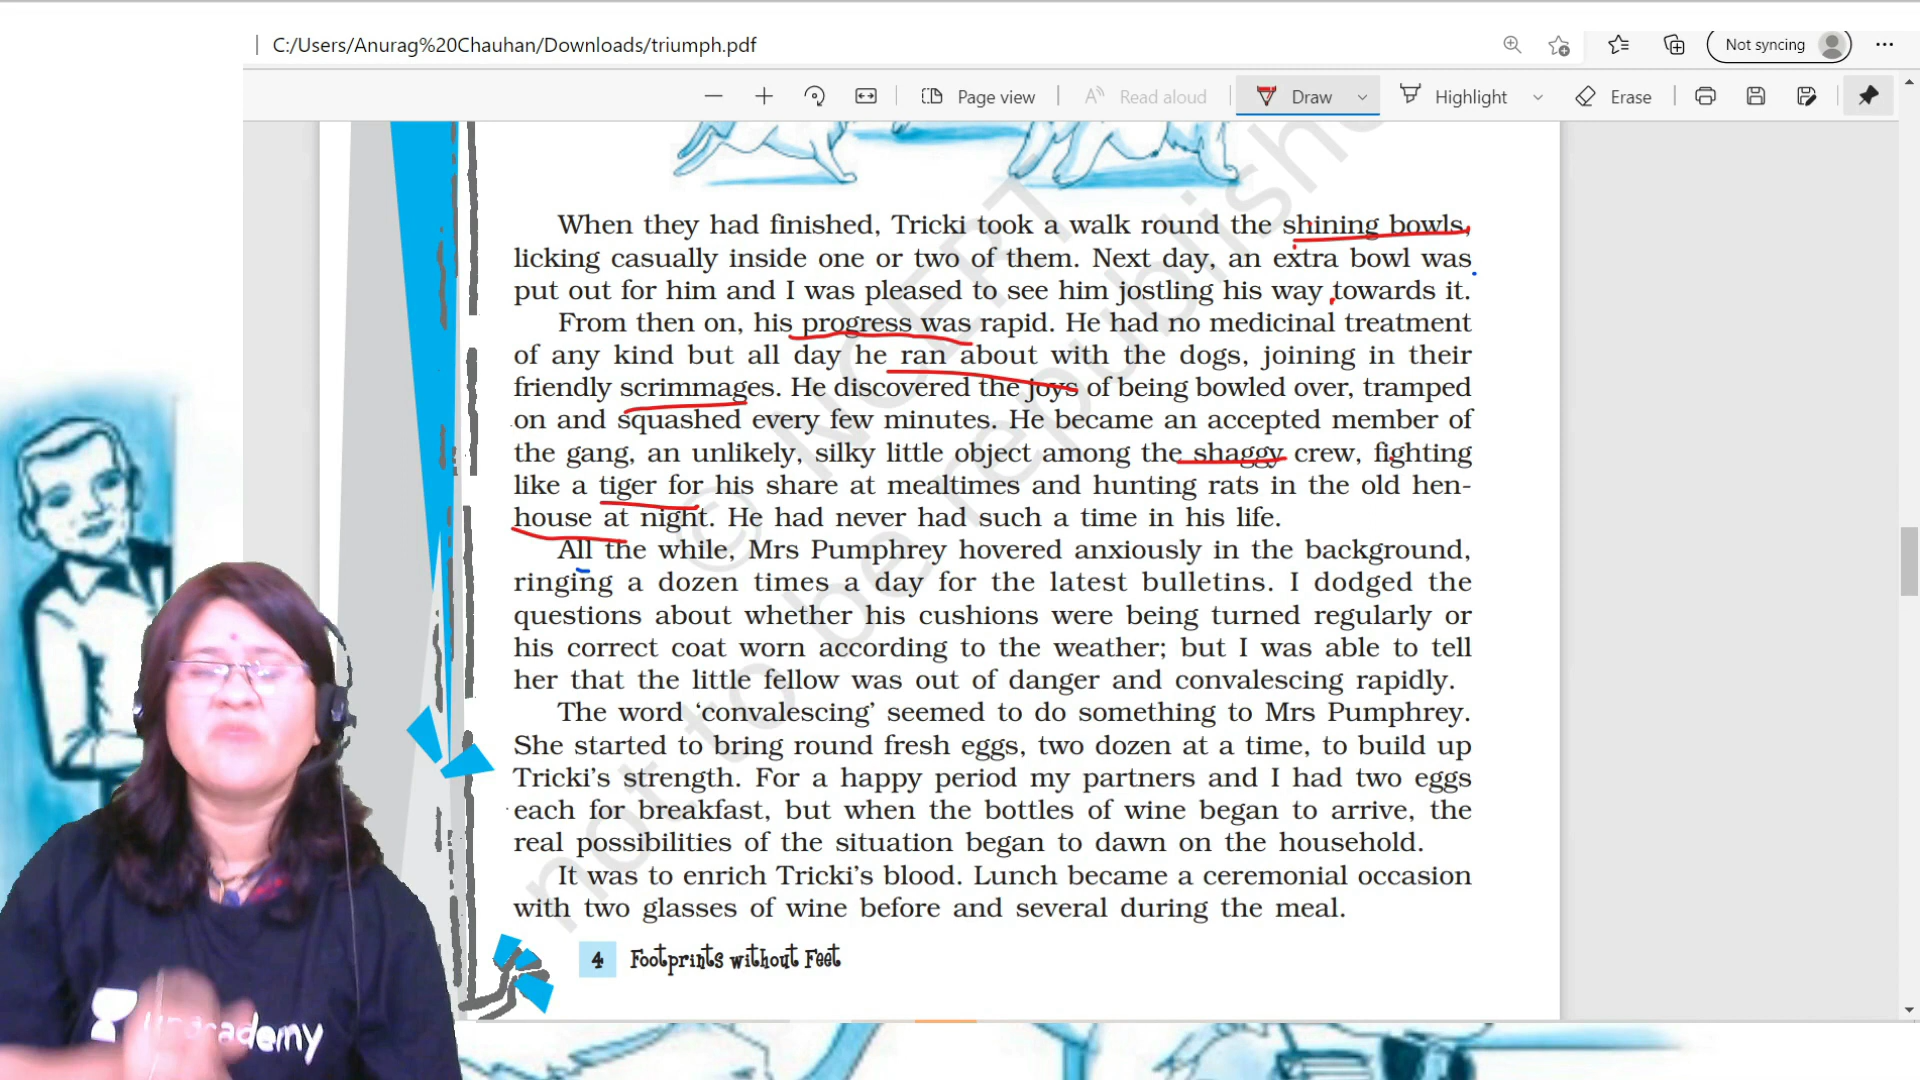 C:/Users/Anurag%20Chauhan/Downloads/triumph.pdf
Not syncing
Page view
Read aloud
Draw
Highlight
Erase
When they had finished, Tricki took a walk round the shining bowls,
licking casually inside one or two of them. Next day, an extra bowl was
put out for him and I was pleased to see him jostling his way towards it.
From then on, his progress was rapid. He had no medicinal treatment
of any kind but all day he ran about with the dogs, joining in their
friendly scrimmages. He discovered the joys of being bowled over, tramped
on and squashed every few minutes. He became an accepted member of
the gang, an unlikely, silky little object among the shaggy crew, fighting
like a tiger for his share at mealtimes and hunting rats in the old hen-
house at night. He had never had such a time in his life.
All the while, Mrs Pumphrey hovered anxiously in the background,
ringing a dozen times a day for the latest bulletins. I dodged the
questions about whether his cushions were being turned regularly or
his correct coat worn according to the weather; but I was able to tell
her that the little fellow was out of danger and convalescing rapidly.
The word ‘convalescing’ seemed to do something to Mrs Pumphrey.
She started to bring round fresh eggs, two dozen at a time, to build up
Tricki’s strength. For a happy period my partners and I had two eggs
each for breakfast, but when the bottles of wine began to arrive, the
real possibilities of the situation began to dawn on the household.
It was to enrich Tricki’s blood. Lunch became a ceremonial occasion
with two glasses of wine before and several during the meal.
4 Footprints without Feet
© NCERT
not to be republished